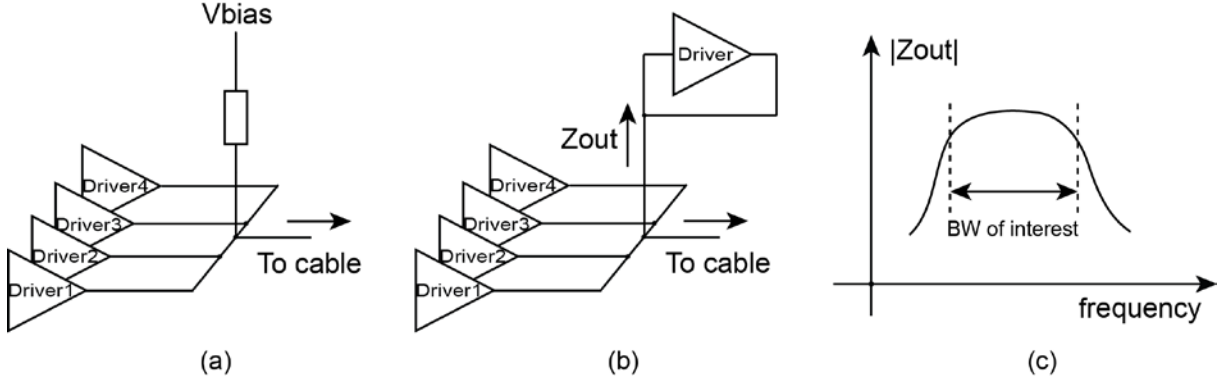 Vbias
Driver4
Driver3
Driver2
Driver1
To cable
(a)
Driver
Zout
Driver4
Driver3
Driver2
Driver1
To cable
(b)
|Zout|
BW of interest
frequency
(c)